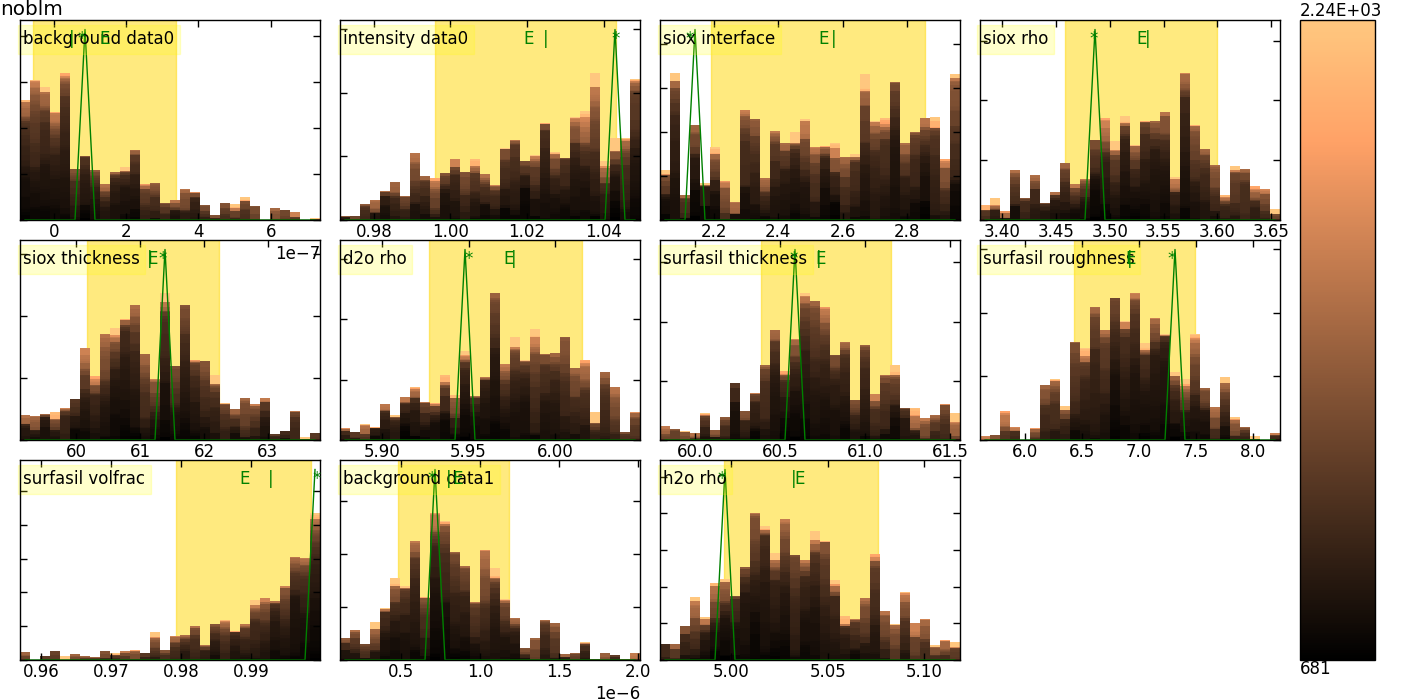 noblm
2.24E+03
background data0
| * E
intensity data0
E | *
siox interface
* E |
siox rho
* E|
0 2 4 6
1e−7
0.98 1.00 1.02 1.04
2.2 2.4 2.6 2.8
3.40 3.45 3.50 3.55 3.60 3.65
siox thickness
|E *
d2o rho
* E|
surfasil thickness
* |E
surfasil roughness
|E *
60 61 62 63
5.90 5.95 6.00
60.0 60.5 61.0 61.5
6.0 6.5 7.0 7.5 8.0
surfasil volfrac
E | *
background data1
* |E
h2o rho
* |E
0.96 0.97 0.98 0.99
0.5 1.0 1.5 2.0
1e−6
5.00 5.05 5.10
681